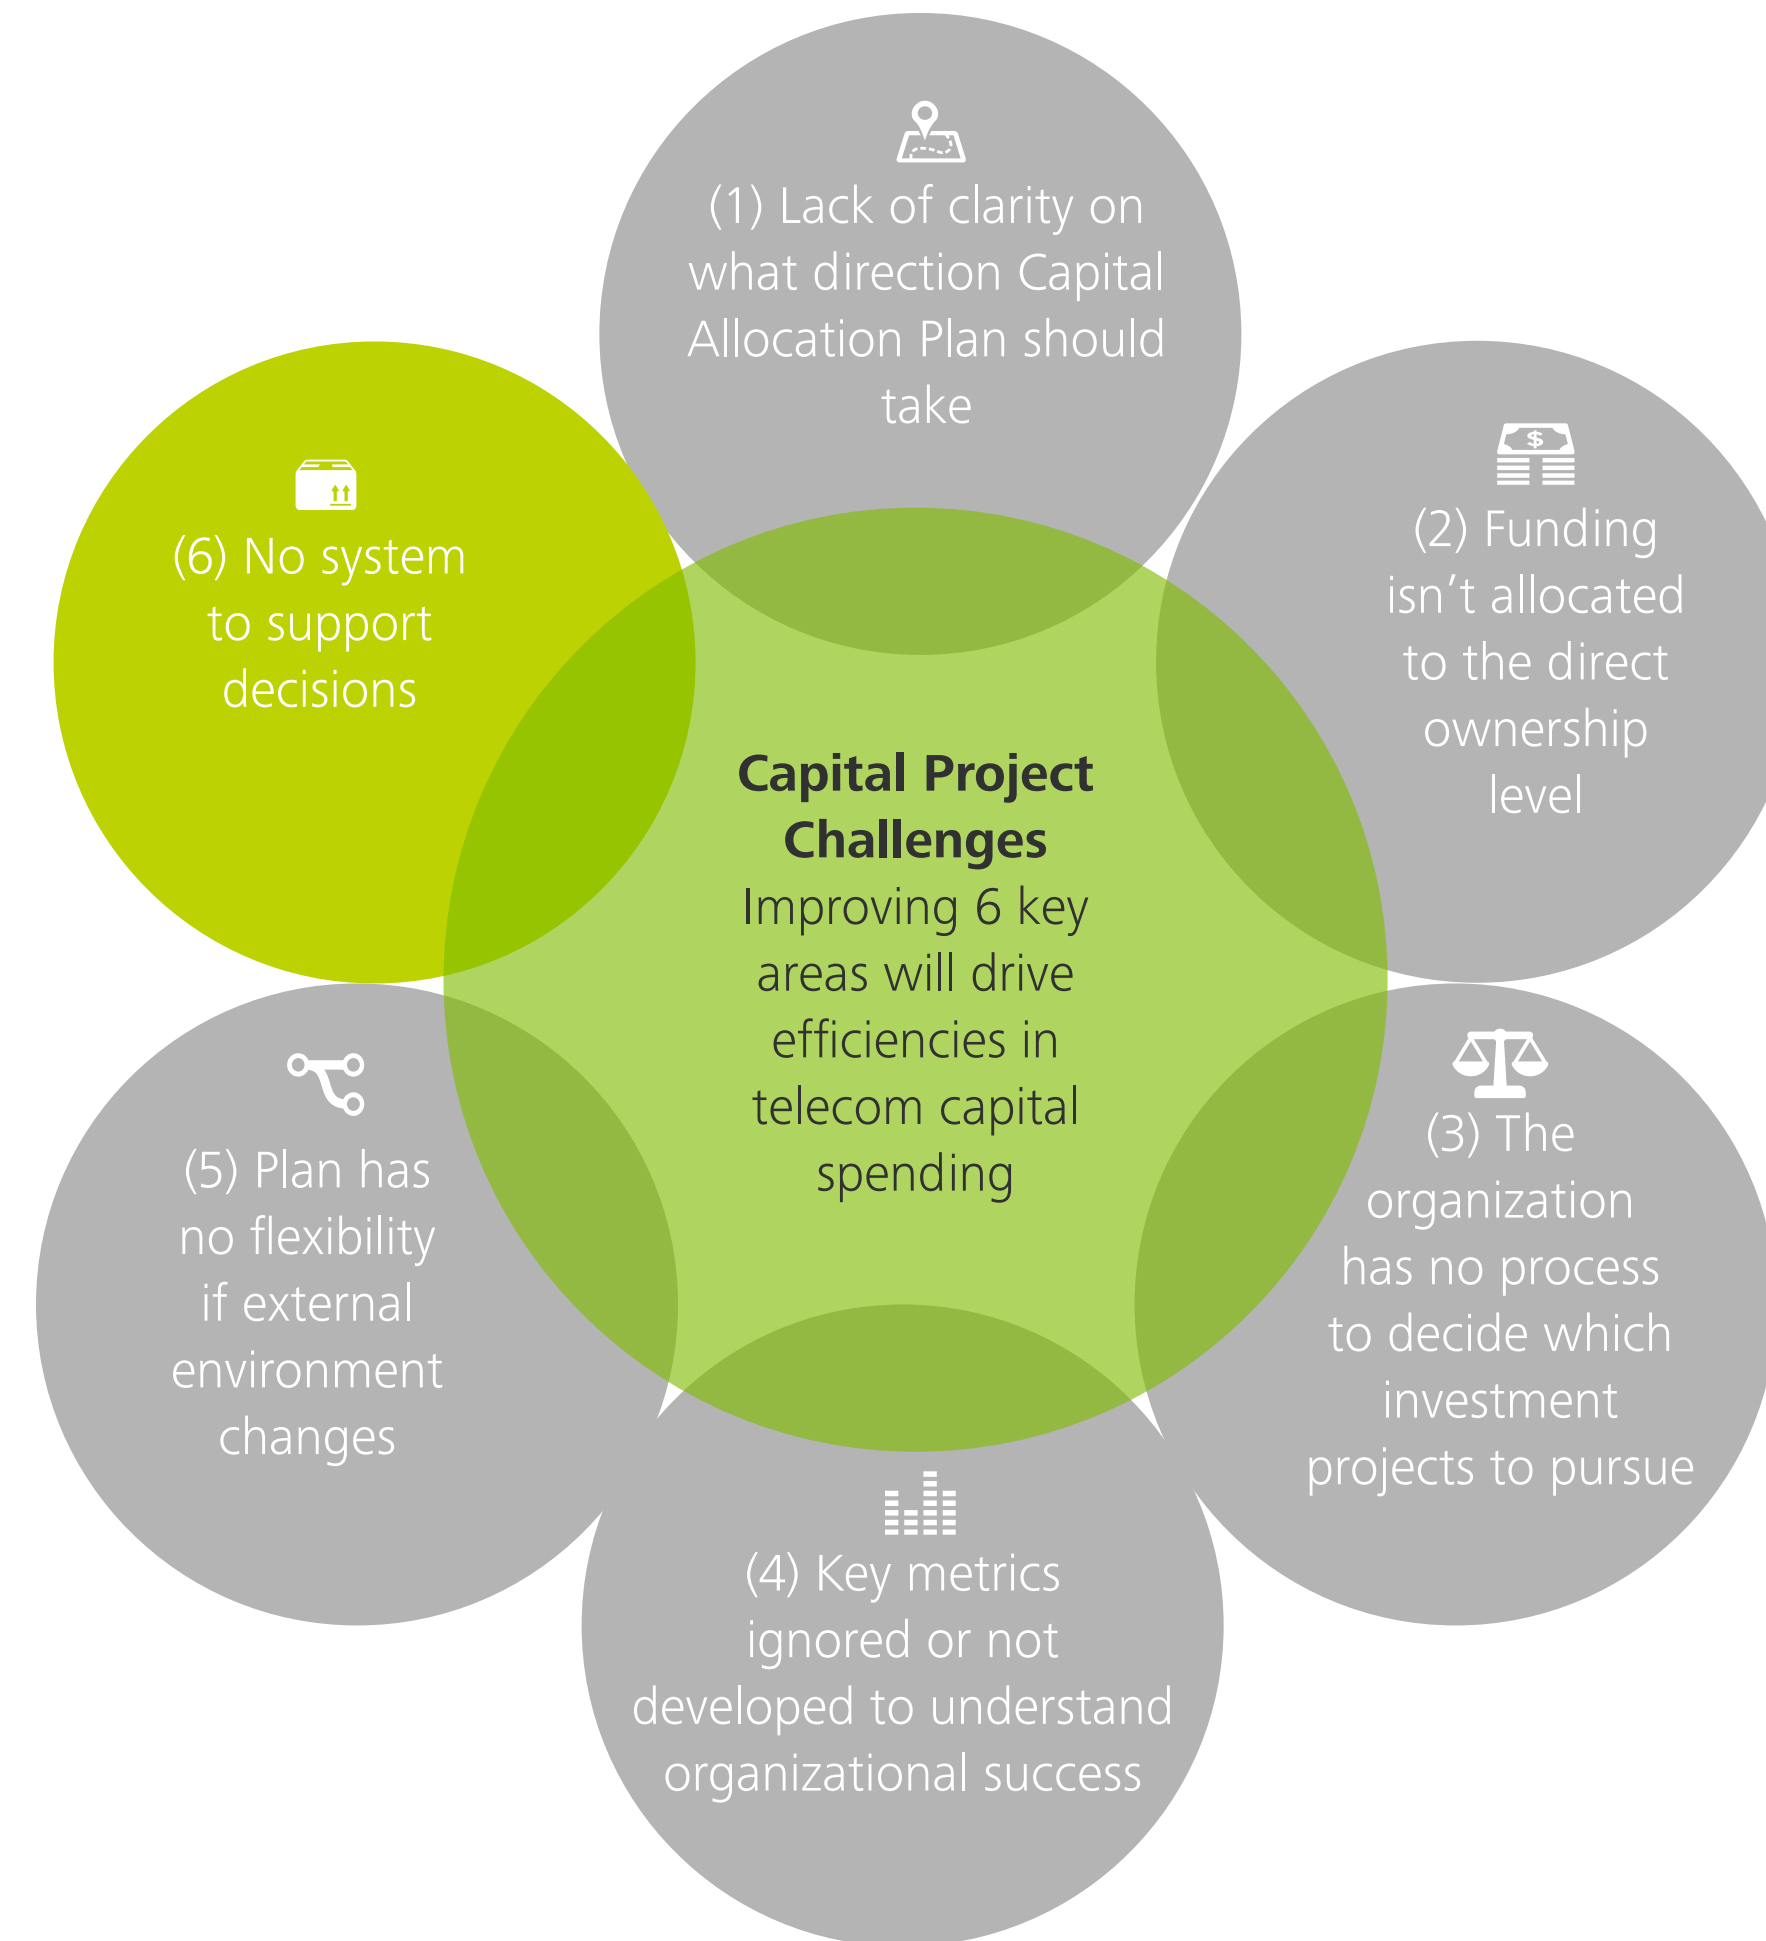 (1) Lack of clarity on
what direction Capital
Allocation Plan should
take
(2) Funding
isn’t allocated
to the direct
ownership
level
(3) The
organization
has no process
to decide which
investment
projects to pursue
(4) Key metrics
ignored or not
developed to understand
organizational success
(5) Plan has
no flexibility
if external
environment
changes
(6) No system
to support
decisions
Capital Project
Challenges
Improving 6 key
areas will drive
efficiencies in
telecom capital
spending